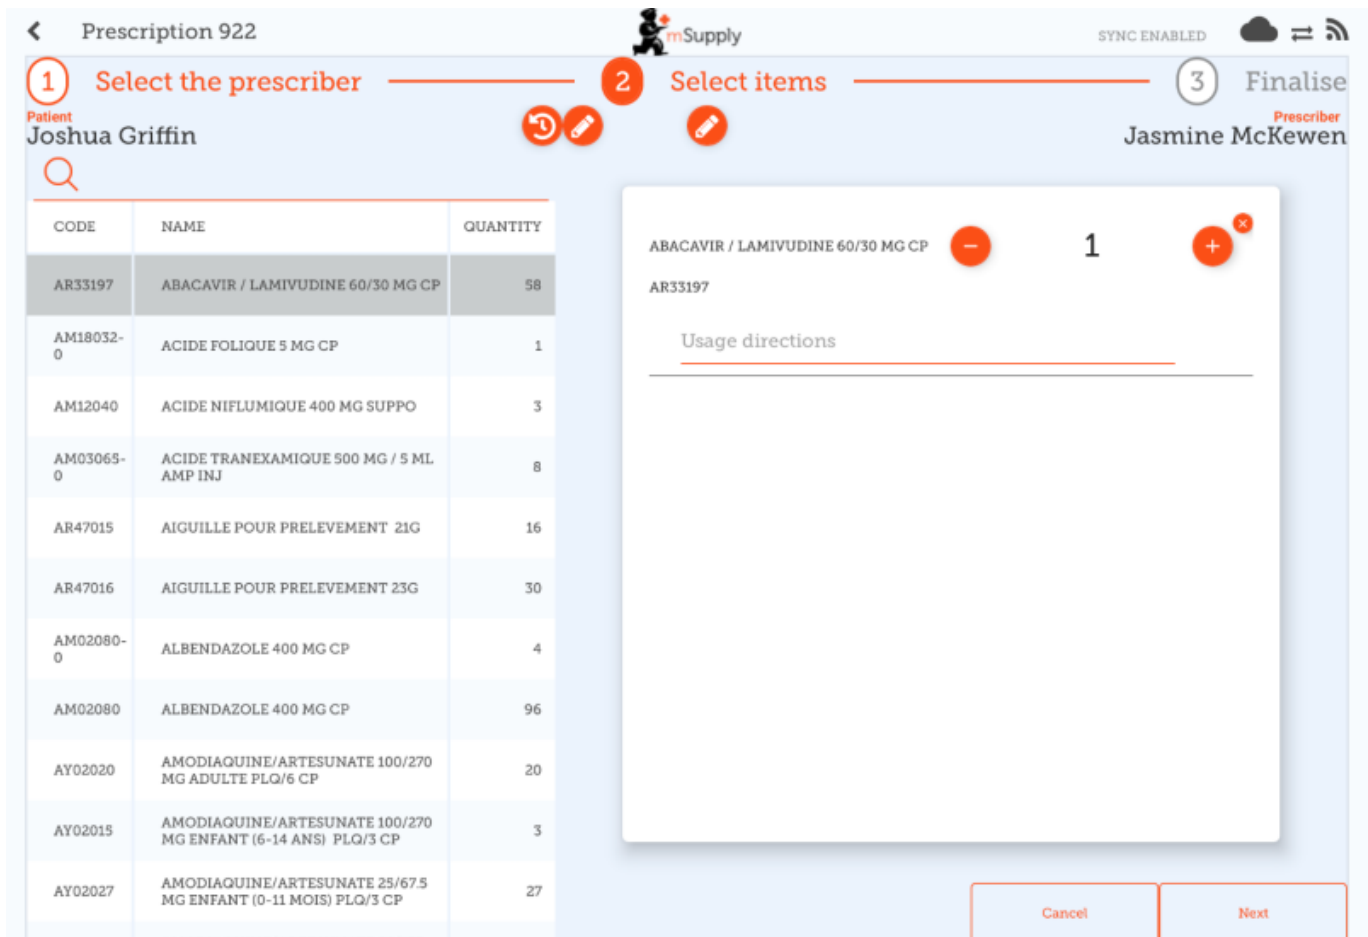 Prescription 922
mSupply
SYNC ENABLED
1 Select the prescriber
2 Select items
3 Finalise
Patient
Joshua Griffin
Prescriber
Jasmine McKewen
CODE NAME QUANTITY
AR33197 ABACAVIR / LAMIVUDINE 60/30 MG CP 58
AM18032-
0 ACIDE FOLIQUE 5 MG CP 1
AM12040 ACIDE NIFLUMIQUE 400 MG SUPPO 3
AM03065-
0 ACIDE TRANEXAMIQUE 500 MG / 5 ML
AMP INJ 8
AR47015 AIGUILLE POUR PRELEVEMENT 21G 16
AR47016 AIGUILLE POUR PRELEVEMENT 23G 30
AM02080-
0 ALBENDAZOLE 400 MG CP 4
AM02080 ALBENDAZOLE 400 MG CP 96
AY02020 AMODIAQUINE/ARTESUNATE 100/270
MG ADULTE PLQ/6 CP 20
AY02015 AMODIAQUINE/ARTESUNATE 100/270
MG ENFANT (6-14 ANS) PLQ/3 CP 3
AY02027 AMODIAQUINE/ARTESUNATE 25/67.5
MG ENFANT (0-11 MOIS) PLQ/3 CP 27
ABACAVIR / LAMIVUDINE 60/30 MG CP − 1 +
AR33197
Usage directions
Cancel
Next